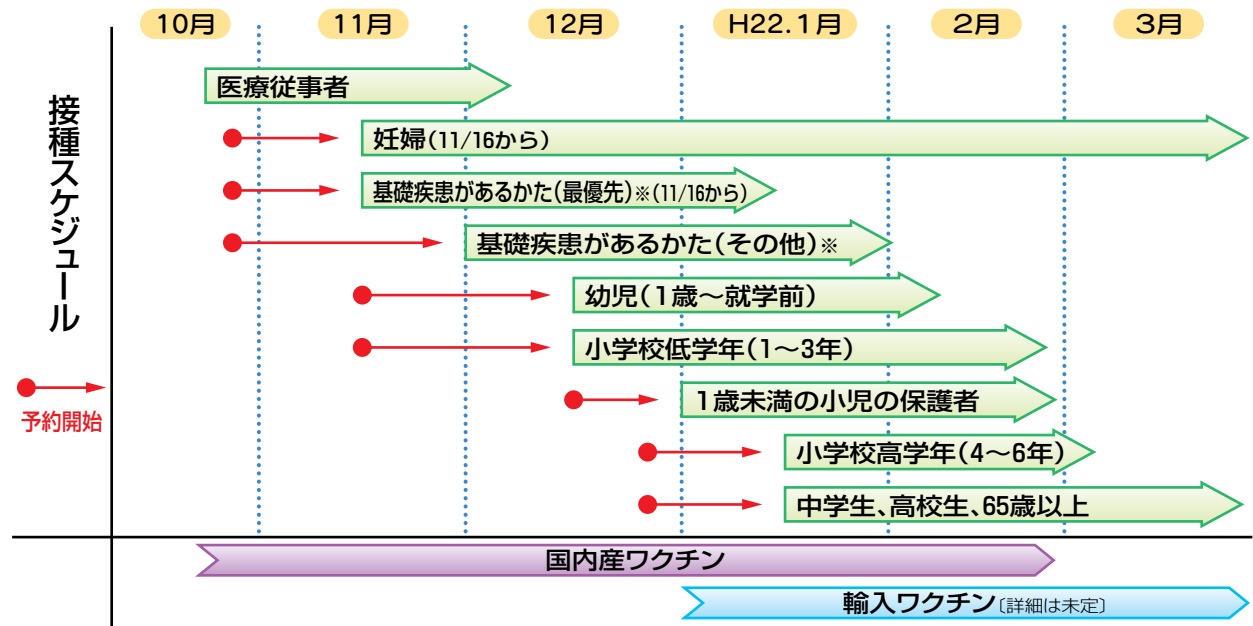 10月
11月
12月
H22.1月
2月
3月
接種スケジュール
医療従事者
妊婦(11/16から)
基礎疾患があるかた(最優先)※(11/16から)
基礎疾患があるかた(その他)※
幼児(1歳～就学前)
小学校低学年(1～3年)
予約開始
1歳未満の小児の保護者
小学校高学年(4～6年)
中学生、高校生、65歳以上
国内産ワクチン
輸入ワクチン〔詳細は未定〕